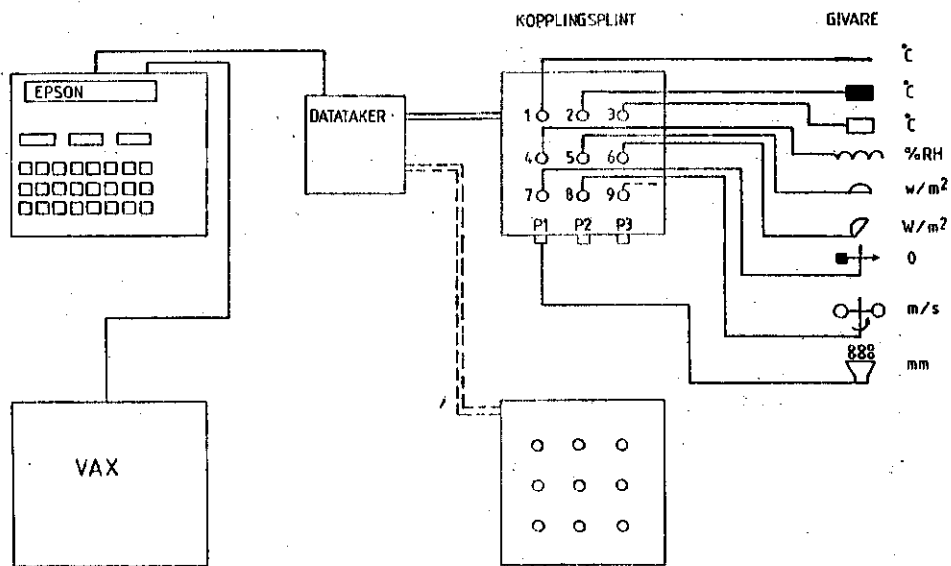 KOPPLINGSPLINT GIVARE
°C
EPSON °C
DATATAKER 1 2 3 °C
4 5 6 %RH
7 8 9 w/m²
P1 P2 P3 W/m²
0
m/s
mm
VAX